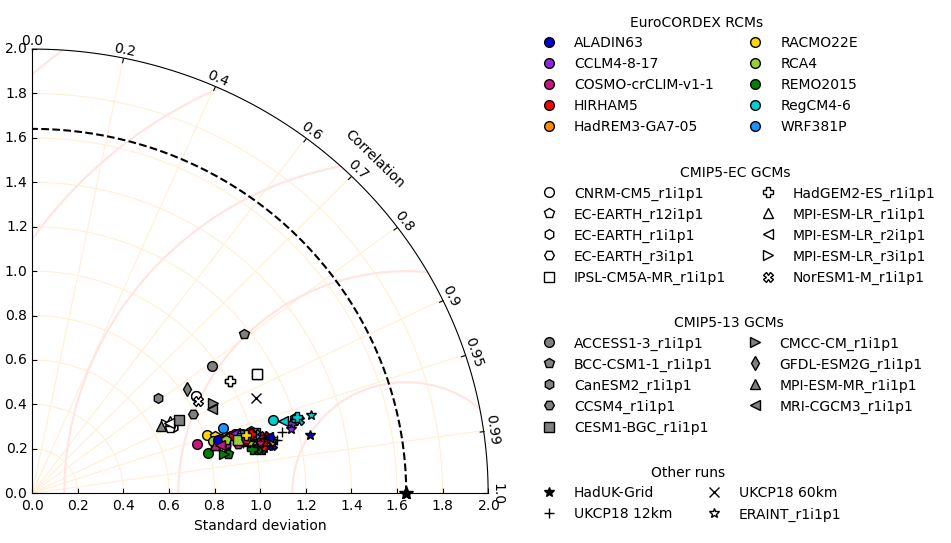 0.0
0.2
0.4
0.6
Correlation
0.7
0.8
0.9
0.95
0.99
1.0
2.0
1.8
1.6
1.4
1.2
1.0
0.8
0.6
0.4
0.2
0.0
0.0 0.2 0.4 0.6 0.8 1.0 1.2 1.4 1.6 1.8 2.0
Standard deviation
EuroCORDEX RCMs
ALADIN63 RACMO22E
CCLM4-8-17 RCA4
COSMO-crCLIM-v1-1 REMO2015
HIRHAM5 RegCM4-6
HadREM3-GA7-05 WRF381P
CMIP5-EC GCMs
CNRM-CM5_r1i1p1 HadGEM2-ES_r1i1p1
EC-EARTH_r12i1p1 MPI-ESM-LR_r1i1p1
EC-EARTH_r1i1p1 MPI-ESM-LR_r2i1p1
EC-EARTH_r3i1p1 MPI-ESM-LR_r3i1p1
IPSL-CM5A-MR_r1i1p1 NorESM1-M_r1i1p1
CMIP5-13 GCMs
ACCESS1-3_r1i1p1 CMCC-CM_r1i1p1
BCC-CSM1-1_r1i1p1 GFDL-ESM2G_r1i1p1
CanESM2_r1i1p1 MPI-ESM-MR_r1i1p1
CCSM4_r1i1p1 MRI-CGCM3_r1i1p1
CESM1-BGC_r1i1p1
Other runs
HadUK-Grid UKCP18 60km
UKCP18 12km ERAINT_r1i1p1